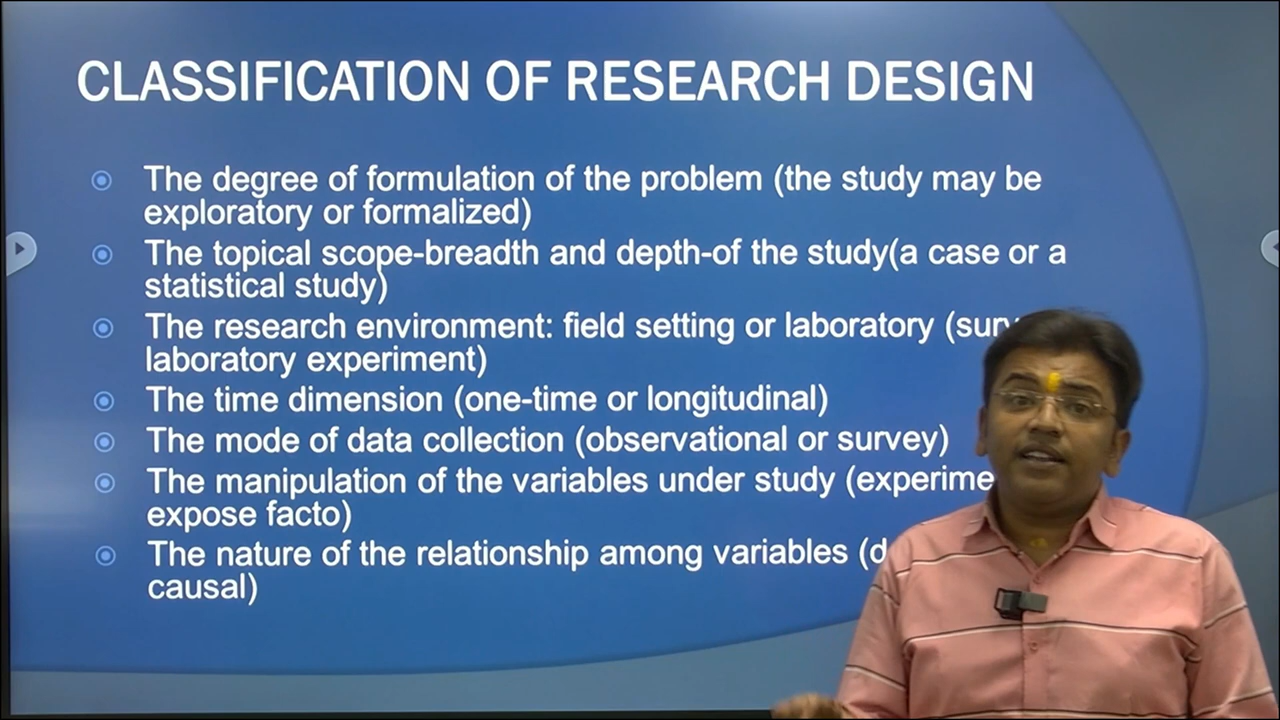 CLASSIFICATION OF RESEARCH DESIGN
The degree of formulation of the problem (the study may be
exploratory or formalized)
The topical scope-breadth and depth-of the study(a case or a
statistical study)
The research environment: field setting or laboratory
laboratory experiment)
The time dimension (one-time or longitudinal)
The mode of data collection (observational or survey)
The manipulation of the variables under study
expose facto)
The nature of the relationship among variables
causal)